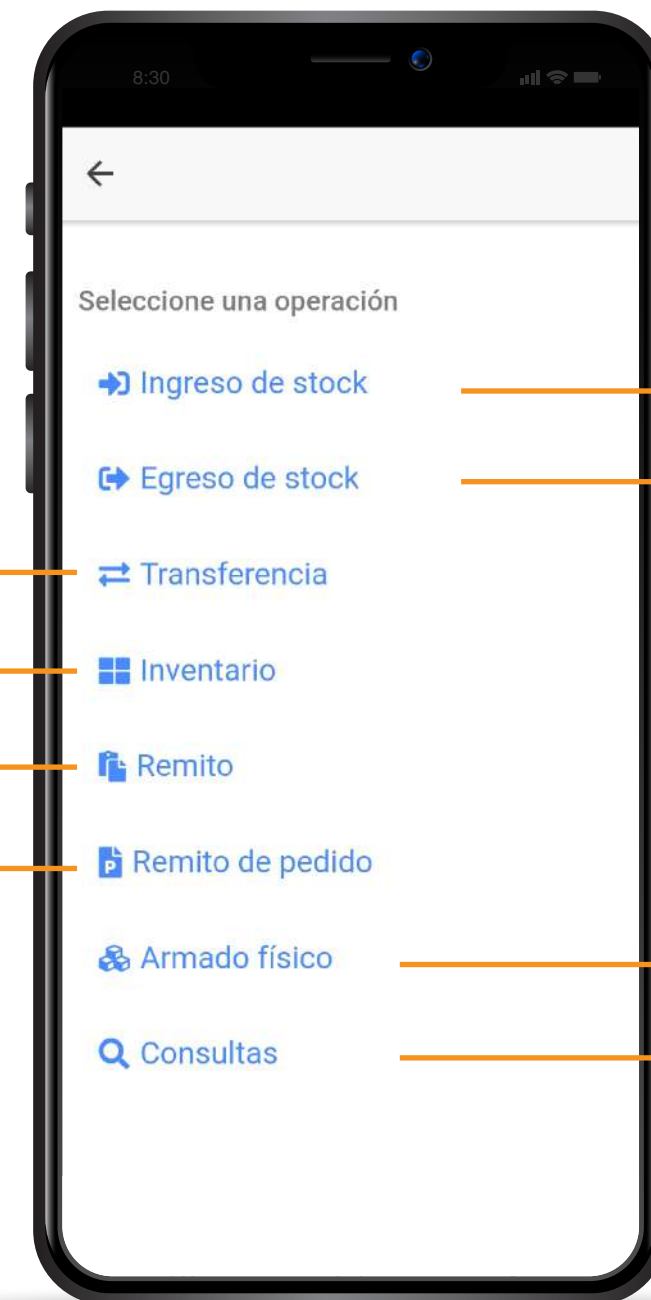 8:30
Seleccione una operación
Ingreso de stock
Egreso de stock
Transferencia
Inventario
Remito
Remito de pedido
Armado físico
Consultas